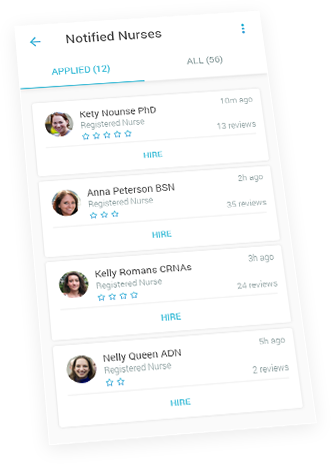 Notified Nurses
APPLIED (12)
ALL (56)
Kety Nounse PhD
10m ago
Registered Nurse
13 reviews
HIRE
Anna Peterson BSN
2h ago
Registered Nurse
35 reviews
HIRE
Kelly Romans CRNAs
3h ago
Registered Nurse
24 reviews
HIRE
Nelly Queen ADN
5h ago
Registered Nurse
2 reviews
HIRE